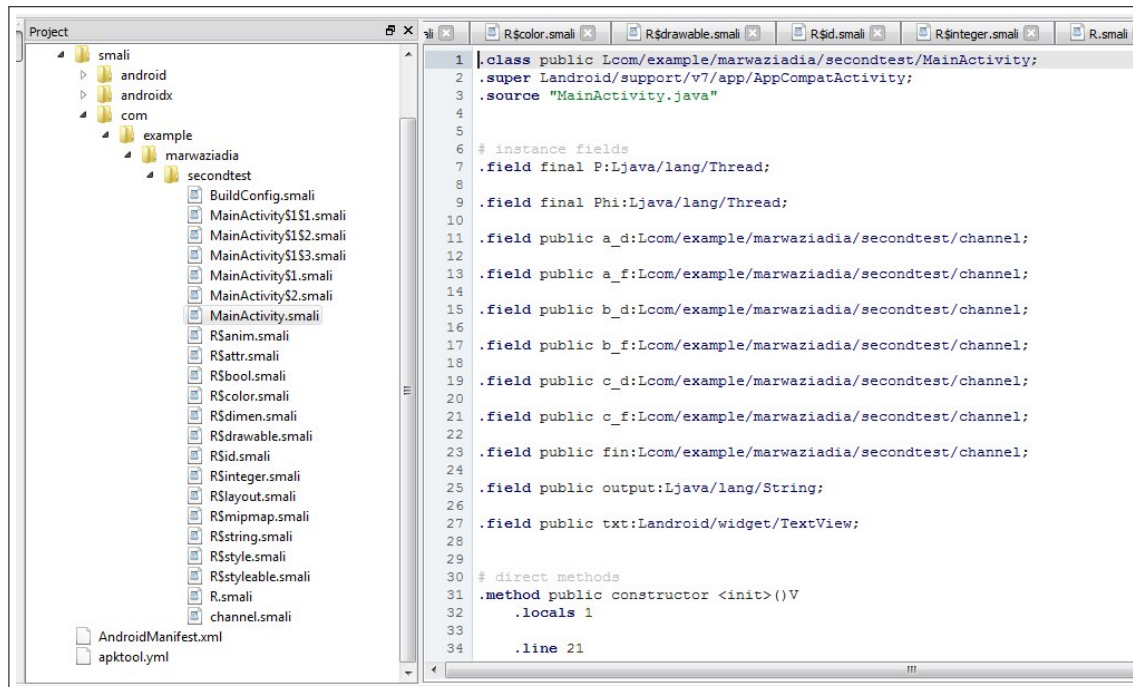 Project
smali
android
androidx
com
example
marwaziadia
secondtest
BuildConfig.smali
MainActivity$1$1.smali
MainActivity$1$2.smali
MainActivity$1$3.smali
MainActivity$1.smali
MainActivity$2.smali
MainActivity.smali
R$anim.smali
R$attr.smali
R$bool.smali
R$color.smali
R$dimen.smali
R$drawable.smali
R$id.smali
R$integer.smali
R$layout.smali
R$mipmap.smali
R$string.smali
R$style.smali
R$styleable.smali
R.smali
channel.smali
AndroidManifest.xml
apktool.yml
ali R$color.smali R$drawable.smali R$id.smali R$integer.smali R.smali
1 .class public Lcom/example/marwaziadia/secondtest/MainActivity;
2 .super Landroid/support/v7/app/AppCompatActivity;
3 .source "MainActivity.java"
4
5
6 # instance fields
7 .field final P:Ljava/lang/Thread;
8
9 .field final Phi:Ljava/lang/Thread;
10
11 .field public a_d:Lcom/example/marwaziadia/secondtest/channel;
12
13 .field public a_f:Lcom/example/marwaziadia/secondtest/channel;
14
15 .field public b_d:Lcom/example/marwaziadia/secondtest/channel;
16
17 .field public b_f:Lcom/example/marwaziadia/secondtest/channel;
18
19 .field public c_d:Lcom/example/marwaziadia/secondtest/channel;
20
21 .field public c_f:Lcom/example/marwaziadia/secondtest/channel;
22
23 .field public fin:Lcom/example/marwaziadia/secondtest/channel;
24
25 .field public output:Ljava/lang/String;
26
27 .field public txt:Landroid/widget/TextView;
28
29
30 # direct methods
31 .method public constructor <init>()V
32 .locals 1
33
34 .line 21